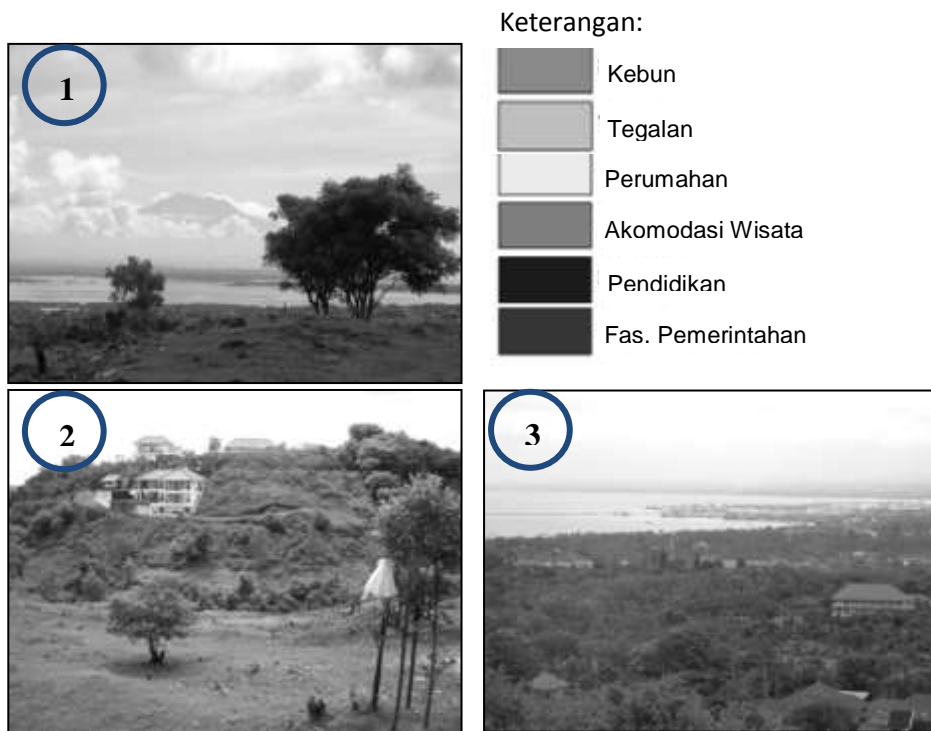 Keterangan:
1
Kebun
Tegalan
Perumahan
Akomodasi Wisata
Pendidikan
Fas. Pemerintahan
2
3